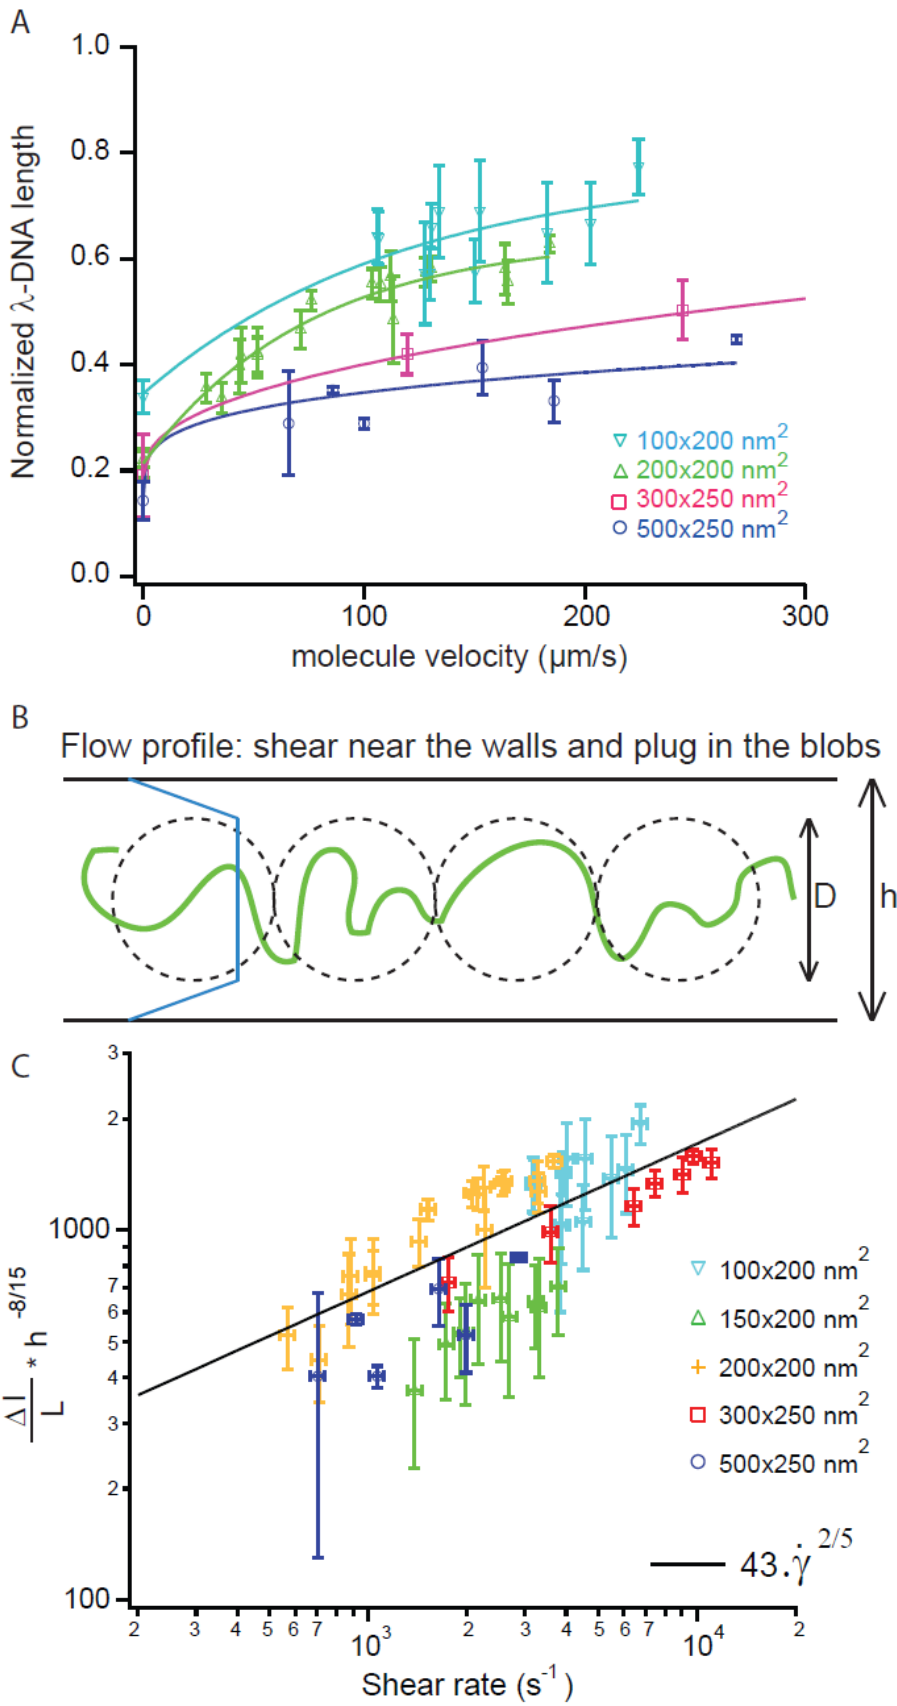 A
Normalized λ-DNA length
1.0
0.8
0.6
0.4
0.2
0.0
100x200 nm²
200x200 nm²
300x250 nm²
500x250 nm²
0 100 200 300
molecule velocity (µm/s)
B
Flow profile: shear near the walls and plug in the blobs
D
h
C
Δ l / L * h ^-8/15
3
2
1000
7
6
5
4
3
2
100
100x200 nm²
150x200 nm²
200x200 nm²
300x250 nm²
500x250 nm²
43.γ̇ ^2/5
2 3 4 5 6 7 10³ 2 3 4 5 6 7 10⁴ 2
Shear rate (s⁻¹)